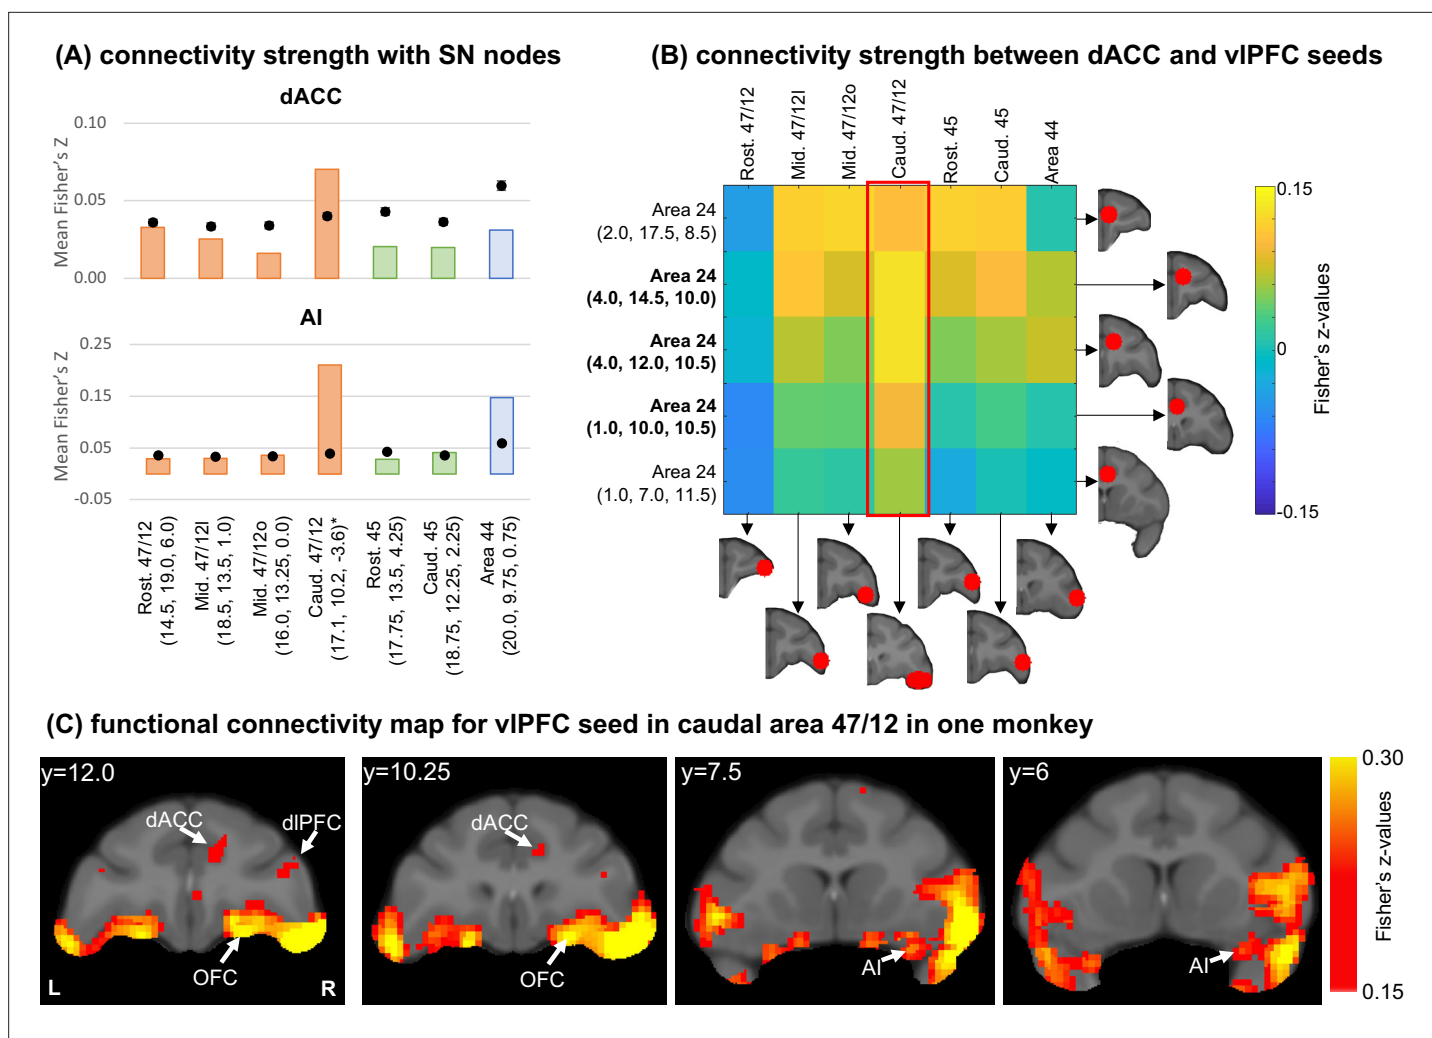 (A) connectivity strength with SN nodes
dACC
Mean Fisher's Z
0.10
0.05
0.00
AI
Mean Fisher's Z
0.25
0.15
0.05
-0.05
Rost. 47/12
(14.5, 19.0, 6.0)
Mid. 47/12l
(18.5, 13.5, 1.0)
Mid. 47/12o
(16.0, 13.25, 0.0)
Caud. 47/12
(17.1, 10.2, -3.6)*
Rost. 45
(17.75, 13.5, 4.25)
Caud. 45
(18.75, 12.25, 2.25)
Area 44
(20.0, 9.75, 0.75)
(B) connectivity strength between dACC and vlPFC seeds
Rost. 47/12
Mid. 47/12l
Mid. 47/12o
Caud. 47/12
Rost. 45
Caud. 45
Area 44
Area 24
(2.0, 17.5, 8.5)
Area 24
(4.0, 14.5, 10.0)
Area 24
(4.0, 12.0, 10.5)
Area 24
(1.0, 10.0, 10.5)
Area 24
(1.0, 7.0, 11.5)
0.15
0
-0.15
Fisher's z-values
(C) functional connectivity map for vlPFC seed in caudal area 47/12 in one monkey
y=12.0
dACC
dlPFC
OFC
L
R
y=10.25
dACC
OFC
y=7.5
AI
y=6
AI
0.30
0.15
Fisher's z-values